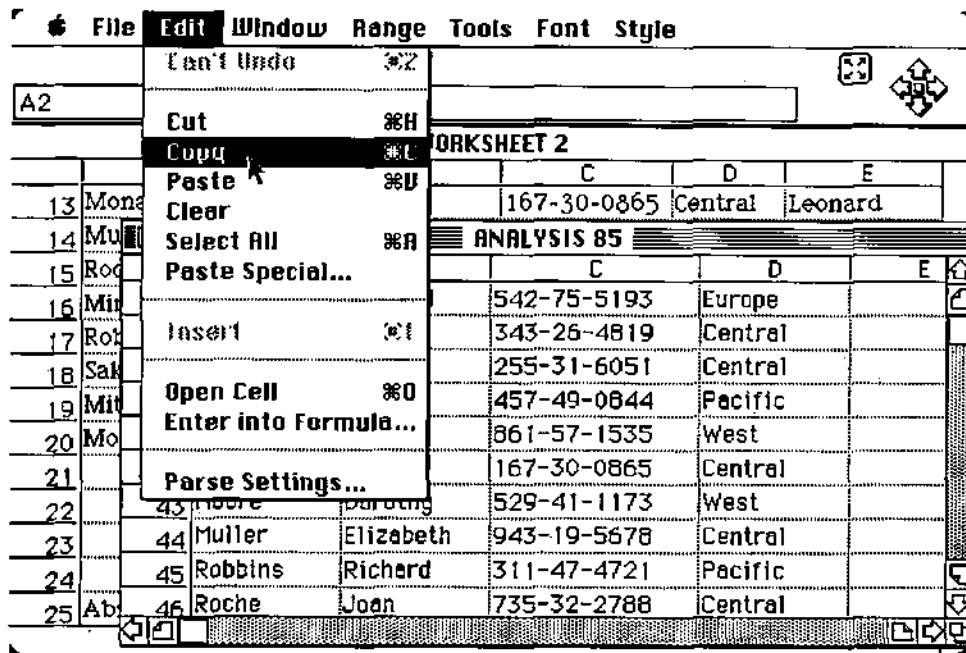 File Edit Window Range Tools Font Style
Can't Undo ⌘Z
A2
Cut ⌘X
Copy ⌘C
WORKSHEET 2
Paste ⌘V
C D E
13 167-30-0865 Central Leonard
Clear
14
Select All ⌘A
ANALYSIS 85
15
Paste Special...
C D E
16 542-75-5193 Europe
17 Insert ⌘I 343-26-4819 Central
18 255-31-6051 Central
19 Open Cell ⌘O 457-49-0844 Pacific
Enter into Formula...
20 861-57-1535 West
21 167-30-0865 Central
Parse Settings...
22 43 Moore Dorothy 529-41-1173 West
23 44 Muller Elizabeth 943-19-5678 Central
24 45 Robbins Richard 311-47-4721 Pacific
25 46 Roche Joan 735-32-2788 Central